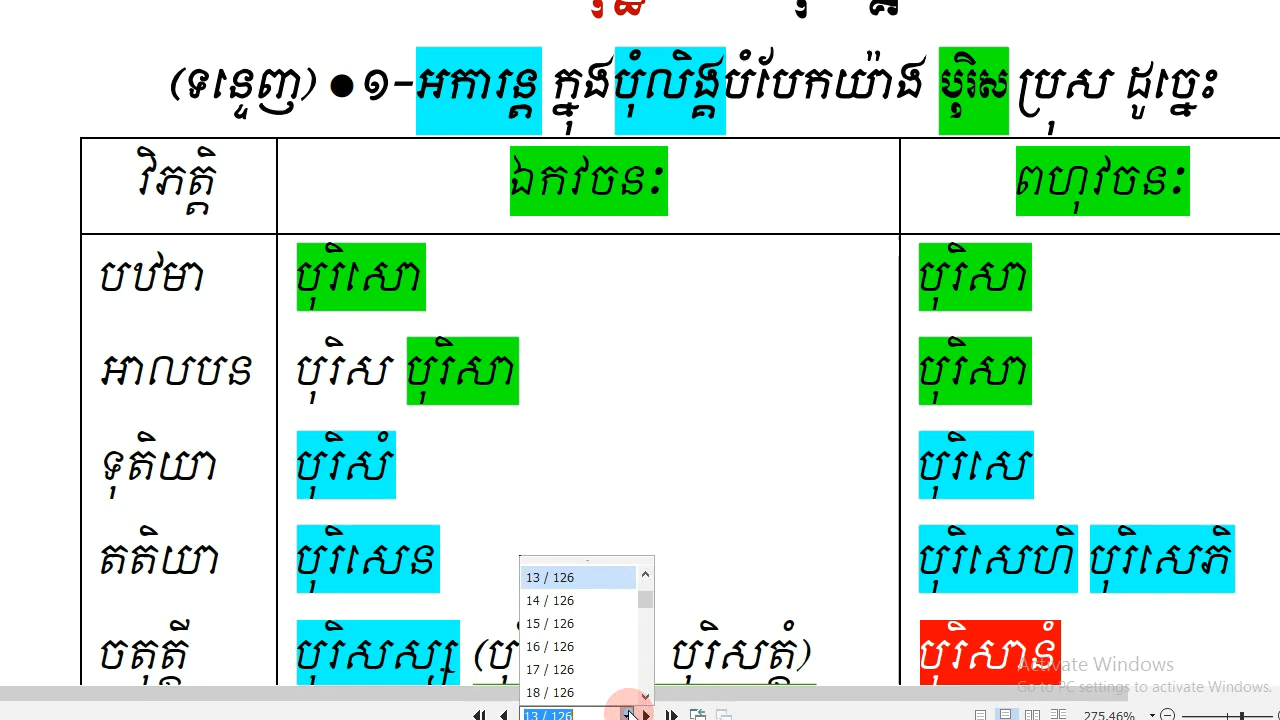 (ទន្ទេញ) ●១-អការន្ត ក្នុងបុំលិង្គបំបែកយ៉ាង បុរិស ប្រុស ដូច្នេះ
វិភត្តិ ឯកវចនៈ ពហុវចនៈ
បឋមា បុរិសោ បុរិសា
អាលបន បុរិស បុរិសា បុរិសា
ទុតិយា បុរិសំ បុរិសេ
តតិយា បុរិសេន បុរិសេហិ បុរិសេភិ
ចតុត្ថី បុរិសស្ស បុរិសត្ថំ) បុរិសានំ
13 / 126
14 / 126
15 / 126
16 / 126
17 / 126
18 / 126
Activate Windows
Go to PC settings to activate Windows.
13 / 126 275.46%